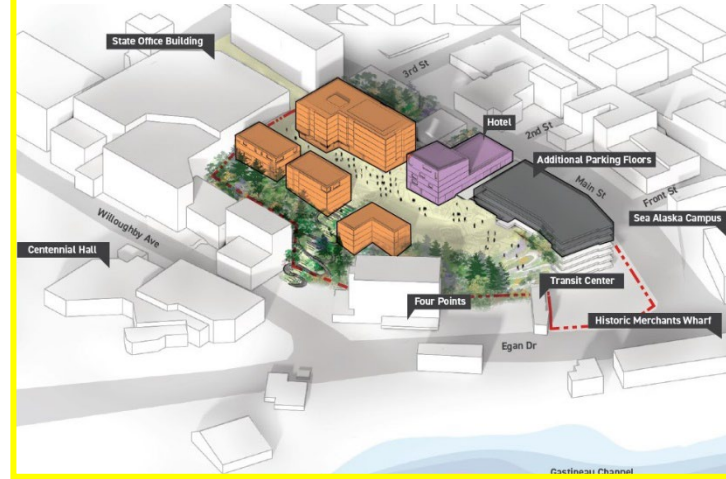 State Office Building
3rd St
Hotel
2nd St
Additional Parking Floors
Main St
Front St
Sea Alaska Campus
Willoughby Ave
Centennial Hall
Transit Center
Four Points
Historic Merchants Wharf
Egan Dr
Gastineau Channel